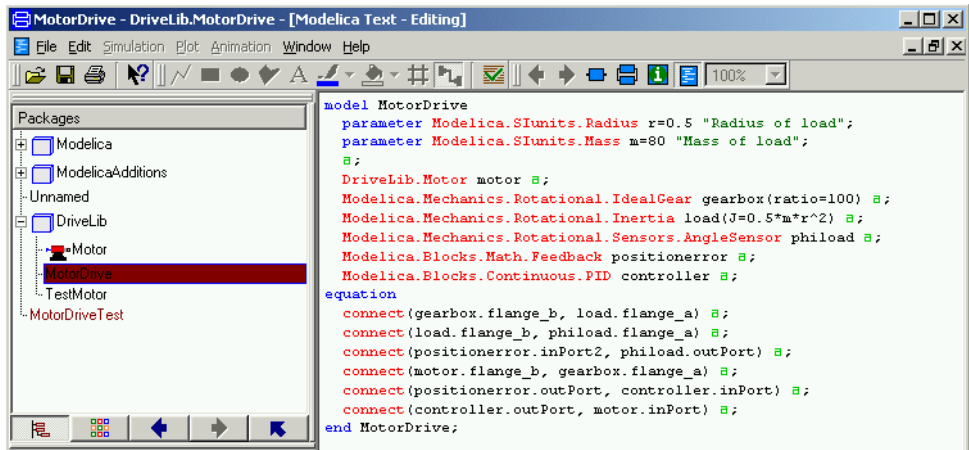 MotorDrive - DriveLib.MotorDrive - [Modelica Text - Editing]
File Edit Simulation Plot Animation Window Help
A 100%
Packages
Modelica
ModelicaAdditions
Unnamed
DriveLib
Motor
MotorDrive
TestMotor
MotorDriveTest
model MotorDrive
parameter Modelica.SIunits.Radius r=0.5 "Radius of load";
parameter Modelica.SIunits.Mass m=80 "Mass of load";
a;
DriveLib.Motor motor a;
Modelica.Mechanics.Rotational.IdealGear gearbox(ratio=100) a;
Modelica.Mechanics.Rotational.Inertia load(J=0.5*m*r^2) a;
Modelica.Mechanics.Rotational.Sensors.AngleSensor phiload a;
Modelica.Blocks.Math.Feedback positionerror a;
Modelica.Blocks.Continuous.PID controller a;
equation
connect(gearbox.flange_b, load.flange_a) a;
connect(load.flange_b, phiload.flange_a) a;
connect(positionerror.inPort2, phiload.outPort) a;
connect(motor.flange_b, gearbox.flange_a) a;
connect(positionerror.outPort, controller.inPort) a;
connect(controller.outPort, motor.inPort) a;
end MotorDrive;